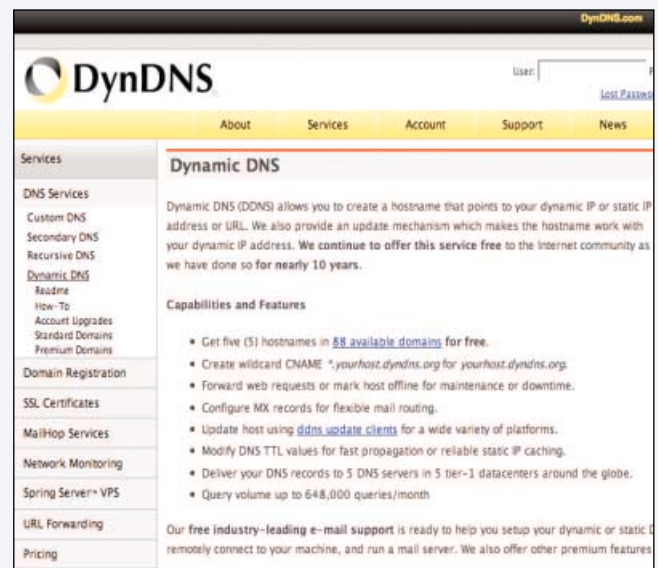 DynDNS.com
DynDNS
User:
Lost Passwo
About Services Account Support News
Services
DNS Services
Custom DNS
Secondary DNS
Recursive DNS
Dynamic DNS
Readme
How-To
Account Upgrades
Standard Domains
Premium Domains
Domain Registration
SSL Certificates
MailHop Services
Network Monitoring
Spring Server™ VPS
URL Forwarding
Pricing
Dynamic DNS
Dynamic DNS (DDNS) allows you to create a hostname that points to your dynamic IP or static IP
address or URL. We also provide an update mechanism which makes the hostname work with
your dynamic IP address. We continue to offer this service free to the Internet community as
we have done so for nearly 10 years.
Capabilities and Features
• Get five (5) hostnames in 88 available domains for free.
• Create wildcard CNAME *.yourhost.dyndns.org for yourhost.dyndns.org.
• Forward web requests or mark host offline for maintenance or downtime.
• Configure MX records for flexible mail routing.
• Update host using ddns update clients for a wide variety of platforms.
• Modify DNS TTL values for fast propagation or reliable static IP caching.
• Deliver your DNS records to 5 DNS servers in 5 tier-1 datacenters around the globe.
• Query volume up to 648,000 queries/month
Our free industry-leading e-mail support is ready to help you setup your dynamic or static
remotely connect to your machine, and run a mail server. We also offer other premium features